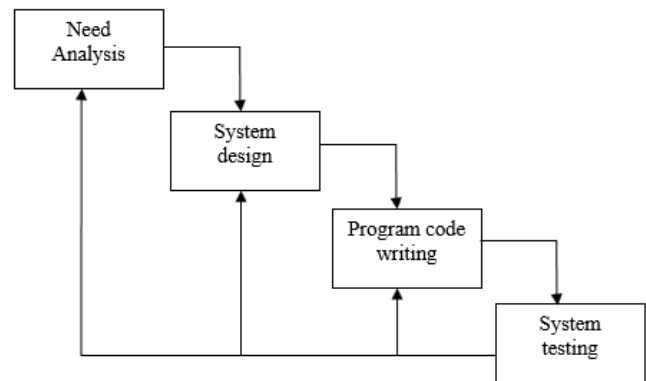 Need
Analysis
System
design
Program code
writing
System
testing